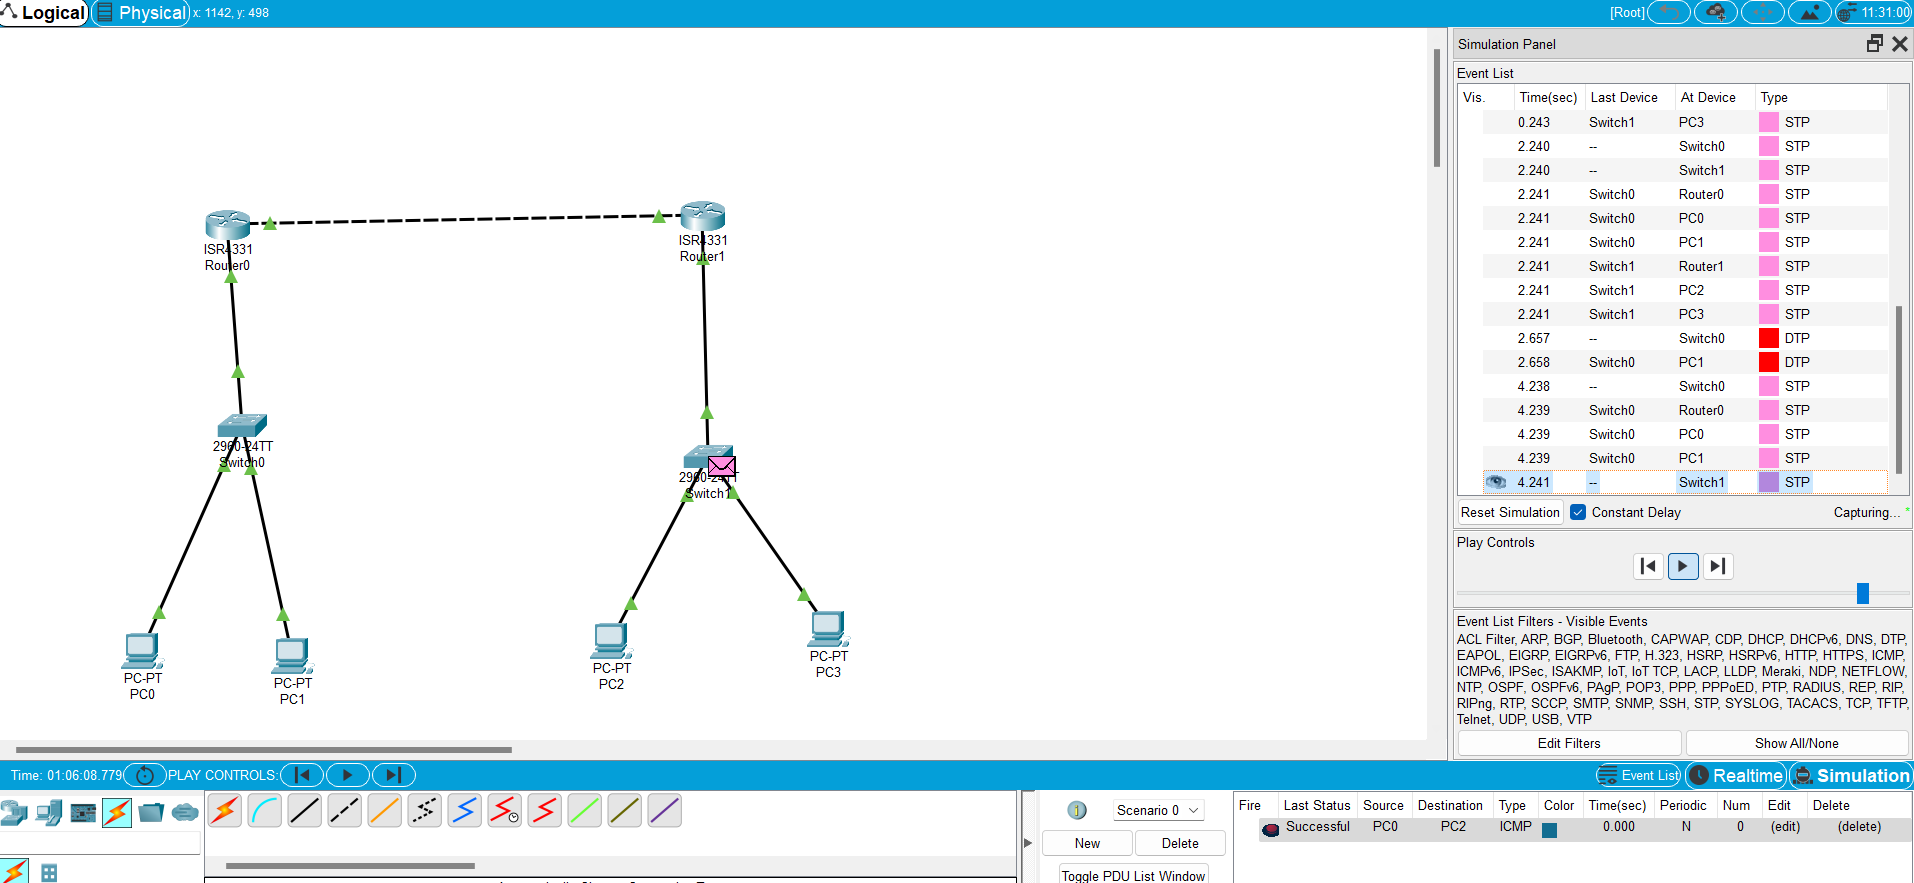 Logical Physical x: 1142, y: 498 [Root] 11:31:00
Simulation Panel
Event List
Vis. Time(sec) Last Device At Device Type
0.243 Switch1 PC3 STP
2.240 -- Switch0 STP
2.240 -- Switch1 STP
2.241 Switch0 Router0 STP
2.241 Switch0 PC0 STP
2.241 Switch0 PC1 STP
2.241 Switch1 Router1 STP
2.241 Switch1 PC2 STP
2.241 Switch1 PC3 STP
2.657 -- Switch0 DTP
2.658 Switch0 PC1 DTP
4.238 -- Switch0 STP
4.239 Switch0 Router0 STP
4.239 Switch0 PC0 STP
4.239 Switch0 PC1 STP
4.241 -- Switch1 STP
Reset Simulation Constant Delay Capturing... *
Play Controls
Event List Filters - Visible Events
ACL Filter, ARP, BGP, Bluetooth, CAPWAP, CDP, DHCP, DHCPv6, DNS, DTP,
EAPOL, EIGRP, EIGRPv6, FTP, H.323, HSRP, HSRPv6, HTTP, HTTPS, ICMP,
ICMPv6, IPSec, ISAKMP, IoT, IoT TCP, LACP, LLDP, Meraki, NDP, NETFLOW,
NTP, OSPF, OSPFv6, PAgP, POP3, PPP, PPPoED, PTP, RADIUS, REP, RIP,
RIPng, RTP, SCCP, SMTP, SNMP, SSH, STP, SYSLOG, TACACS, TCP, TFTP,
Telnet, UDP, USB, VTP
Edit Filters Show All/None
ISR4331
Router0
ISR4331
Router1
2960-24TT
Switch0
2960-24TT
Switch1
PC-PT
PC0
PC-PT
PC1
PC-PT
PC2
PC-PT
PC3
Time: 01:06:08.779 PLAY CONTROLS: Event List Realtime Simulation
Scenario 0
New Delete
Toggle PDU List Window
Fire Last Status Source Destination Type Color Time(sec) Periodic Num Edit Delete
Successful PC0 PC2 ICMP 0.000 N 0 (edit) (delete)